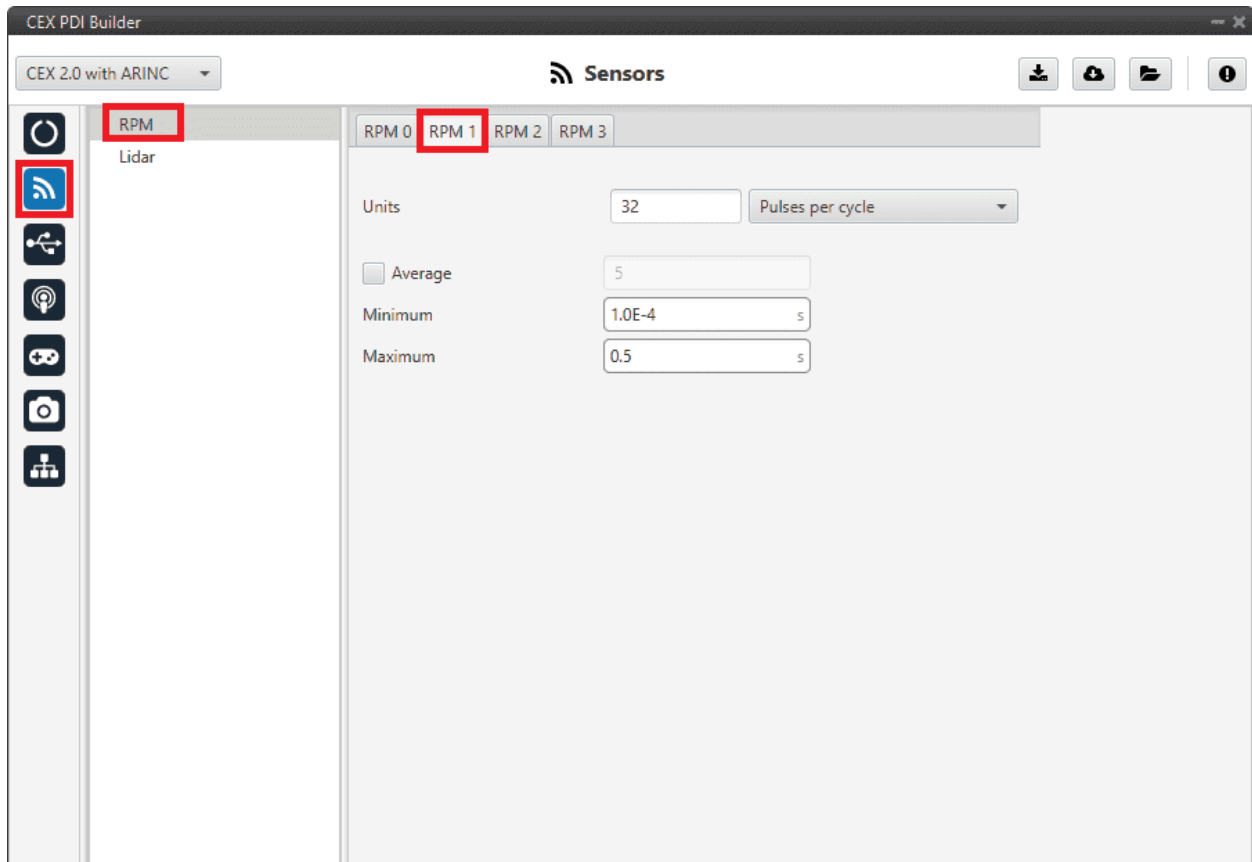 CEX PDI Builder
CEX 2.0 with ARINC
Sensors
RPM
Lidar
RPM 0 RPM 1 RPM 2 RPM 3
Units 32 Pulses per cycle
Average 5
Minimum 1.0E-4 s
Maximum 0.5 s